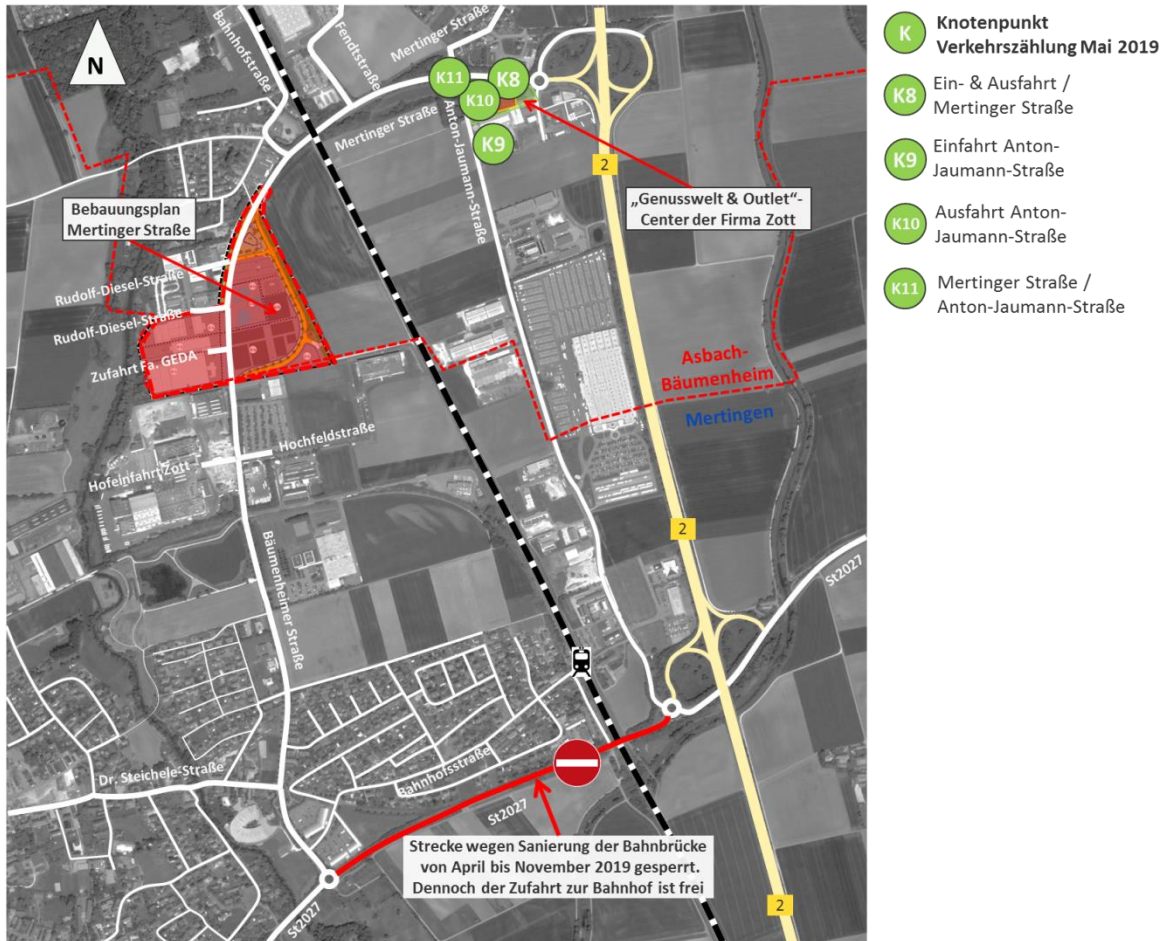 N
Bahnhofstraße
Fendtstraße
Mertinger Straße
K11
K8
K10
K9
Mertinger Straße
Anton-Jaumann-Straße
2
„Genusswelt & Outlet“-
Center der Firma Zott
Bebauungsplan
Mertinger Straße
Rudolf-Diesel-Straße
Rudolf-Diesel-Straße
Zufahrt Fa. GEDA
Asbach-
Bäumenheim
Mertingen
Hochfeldstraße
Hofeinfahrt Zott
2
St2027
Bäumenheimer Straße
Dr. Steichele-Straße
Bahnhofsstraße
St2027
Strecke wegen Sanierung der Bahnbrücke
von April bis November 2019 gesperrt.
Dennoch der Zufahrt zur Bahnhof ist frei
2
St2027
K
Knotenpunkt
Verkehrszählung Mai 2019
K8
Ein- & Ausfahrt /
Mertinger Straße
K9
Einfahrt Anton-
Jaumann-Straße
K10
Ausfahrt Anton-
Jaumann-Straße
K11
Mertinger Straße /
Anton-Jaumann-Straße